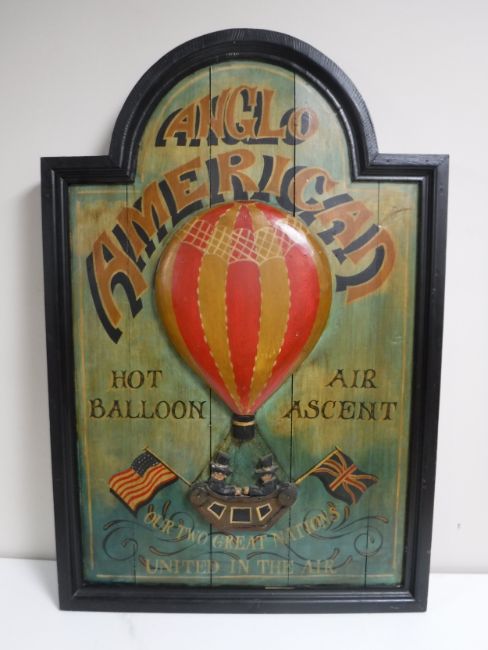 ANGLO
AMERICAN
HOT AIR
BALLOON ASCENT
OUR TWO GREAT NATIONS
UNITED IN THE AIR